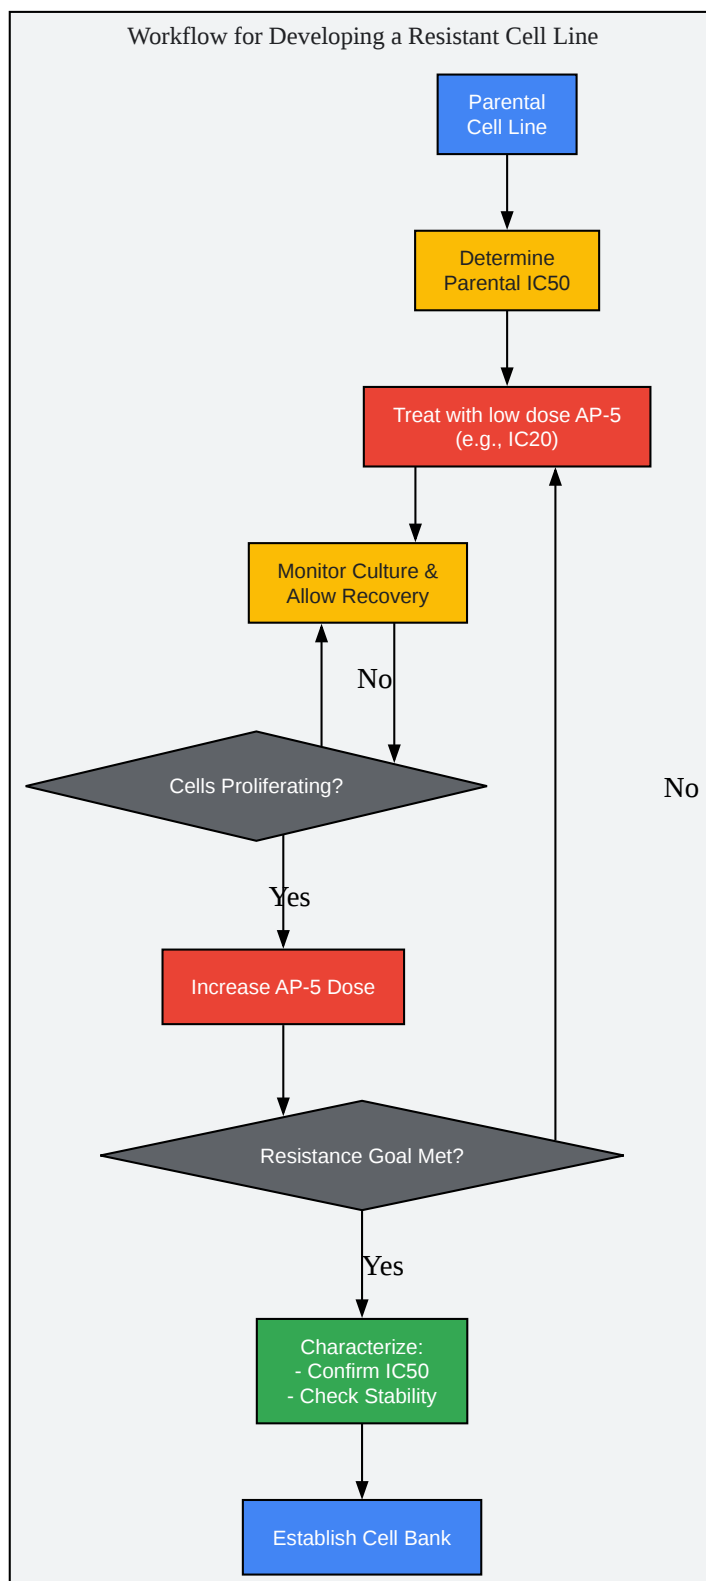 Workflow for Developing a Resistant Cell Line
Parental
Cell Line
Determine
Parental IC50
Treat with low dose AP-5
(e.g., IC20)
Monitor Culture &
Allow Recovery
No
Cells Proliferating?
No
Yes
Increase AP-5 Dose
Resistance Goal Met?
Yes
Characterize:
- Confirm IC50
- Check Stability
Establish Cell Bank